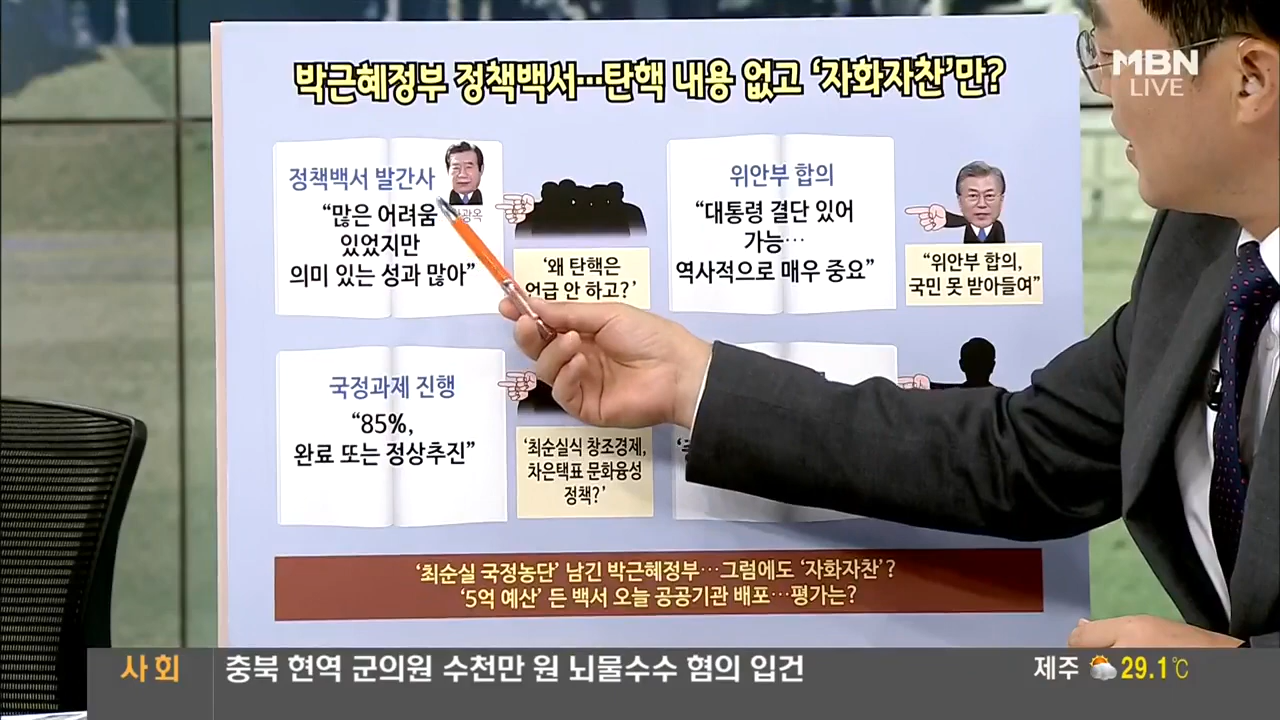 박근혜정부 정책백서…탄핵 내용 없고 ‘자화자찬’만?
MBN
LIVE
정책백서 발간사
“많은 어려움
있었지만
의미 있는 성과 많아”
‘왜 탄핵은
언급 안 하고?’
위안부 합의
“대통령 결단 있어
가능…
역사적으로 매우 중요”
“위안부 합의,
국민 못 받아들여”
국정과제 진행
“85%,
완료 또는 정상추진”
‘최순실식 창조경제,
차은택표 문화융성
정책?’
‘최순실 국정농단’ 남긴 박근혜정부…그럼에도 ‘자화자찬’?
‘5억 예산’ 든 백서 오늘 공공기관 배포…평가는?
사회 충북 현역 군의원 수천만 원 뇌물수수 혐의 입건 제주 29.1℃